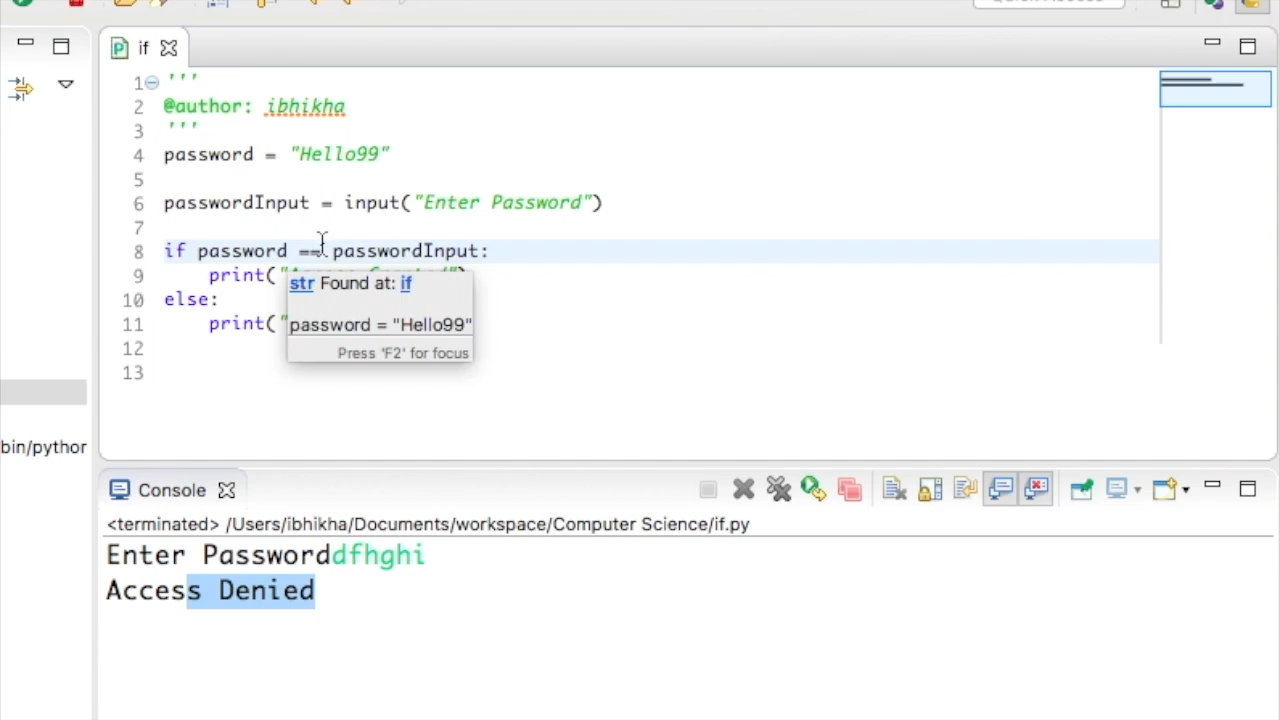 if
1 '''
2 @author: ibhikha
3 '''
4 password = "Hello99"
5
6 passwordInput = input("Enter Password")
7
8 if password == passwordInput:
9 print("
10 else:
11 print("
12
13
str Found at: if
password = "Hello99"
Press 'F2' for focus
bin/pythor
Console
<terminated> /Users/ibhikha/Documents/workspace/Computer Science/if.py
Enter Passworddfhghi
Access Denied